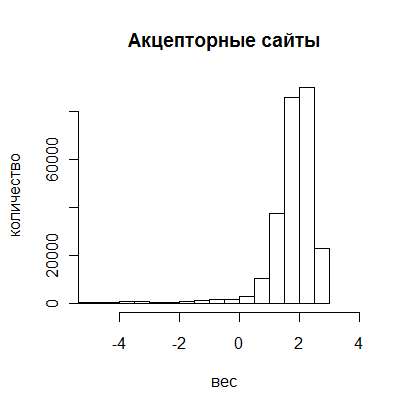 Акцепторные сайты
количество
60000
20000
0
-4 -2 0 2 4
вес